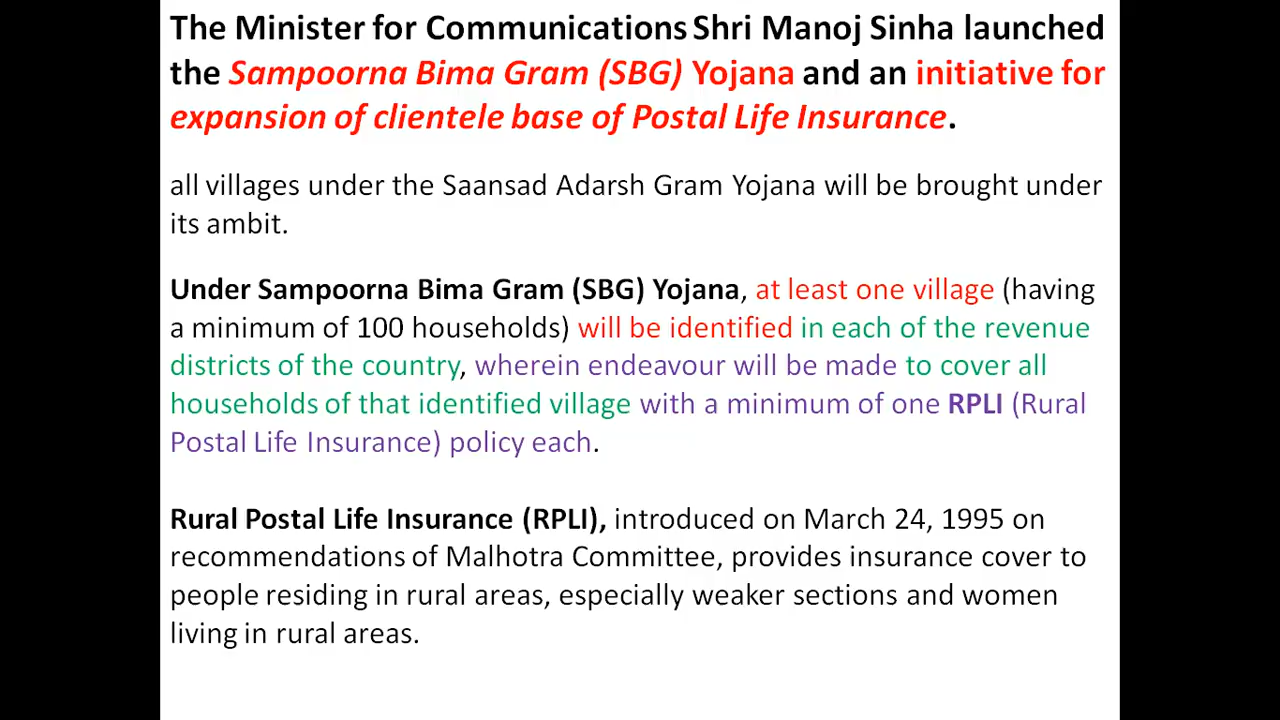 The Minister for Communications Shri Manoj Sinha launched
the Sampoorna Bima Gram (SBG) Yojana and an initiative for
expansion of clientele base of Postal Life Insurance.
all villages under the Saansad Adarsh Gram Yojana will be brought under
its ambit.
Under Sampoorna Bima Gram (SBG) Yojana, at least one village (having
a minimum of 100 households) will be identified in each of the revenue
districts of the country, wherein endeavour will be made to cover all
households of that identified village with a minimum of one RPLI (Rural
Postal Life Insurance) policy each.
Rural Postal Life Insurance (RPLI), introduced on March 24, 1995 on
recommendations of Malhotra Committee, provides insurance cover to
people residing in rural areas, especially weaker sections and women
living in rural areas.